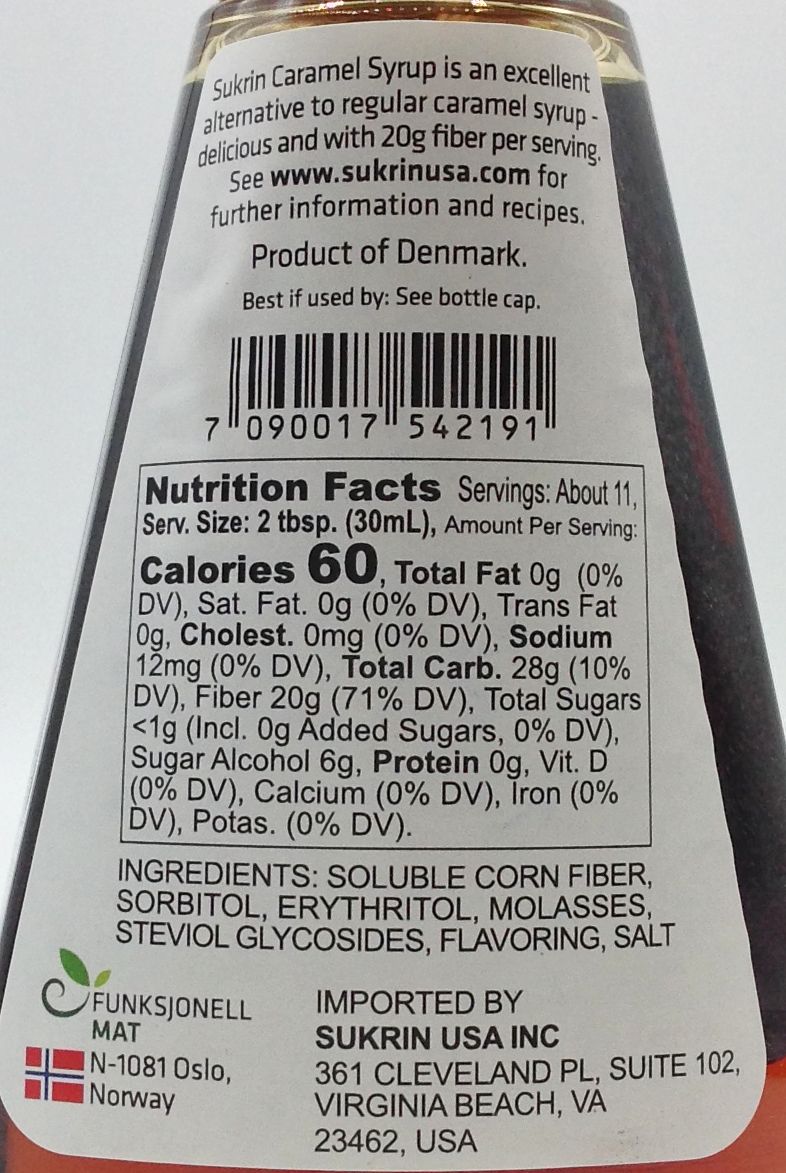 Sukrin Caramel Syrup is an excellent
alternative to regular caramel syrup -
delicious and with 20g fiber per serving.
See www.sukrinusa.com for
further information and recipes.
Product of Denmark.
Best if used by: See bottle cap.
7 090017 542191
Nutrition Facts Servings: About 11,
Serv. Size: 2 tbsp. (30mL), Amount Per Serving:
Calories 60, Total Fat 0g (0%
DV), Sat. Fat. 0g (0% DV), Trans Fat
0g, Cholest. 0mg (0% DV), Sodium
12mg (0% DV), Total Carb. 28g (10%
DV), Fiber 20g (71% DV), Total Sugars
<1g (Incl. 0g Added Sugars, 0% DV),
Sugar Alcohol 6g, Protein 0g, Vit. D
(0% DV), Calcium (0% DV), Iron (0%
DV), Potas. (0% DV).
INGREDIENTS: SOLUBLE CORN FIBER,
SORBITOL, ERYTHRITOL, MOLASSES,
STEVIOL GLYCOSIDES, FLAVORING, SALT
FUNKSJONELL
MAT
N-1081 Oslo,
Norway
IMPORTED BY
SUKRIN USA INC
361 CLEVELAND PL, SUITE 102,
VIRGINIA BEACH, VA
23462, USA